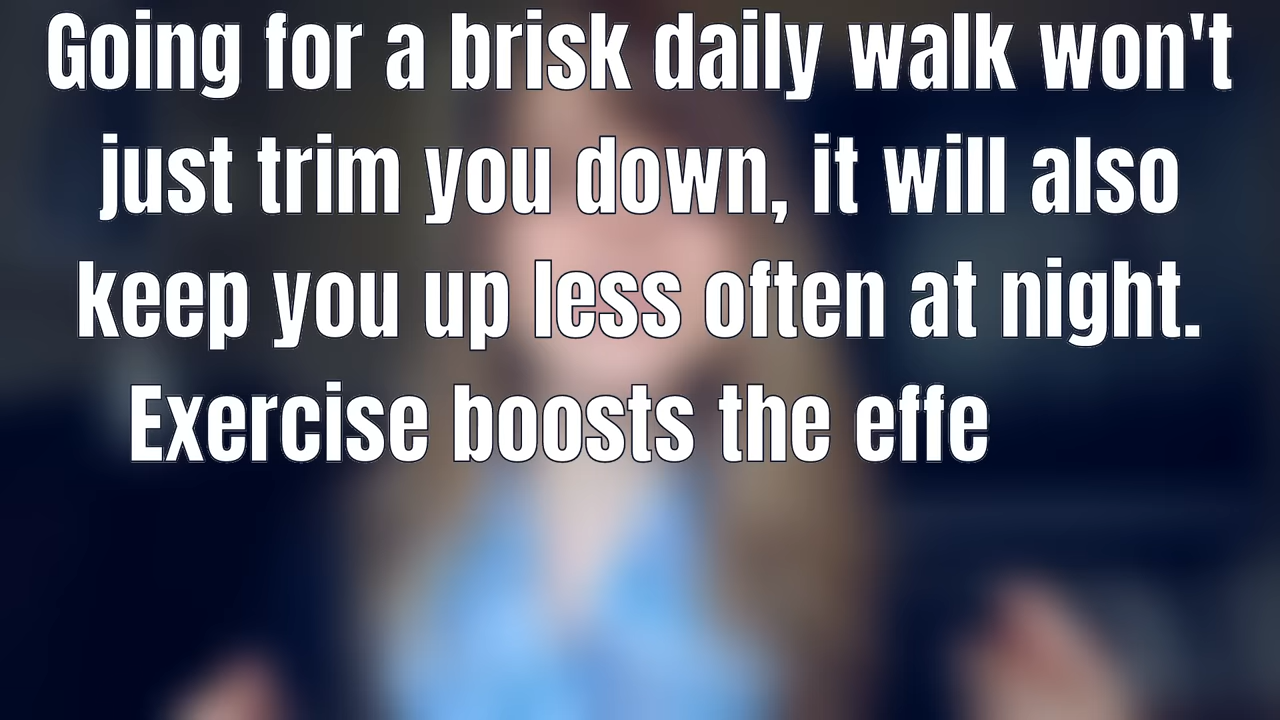 Going for a brisk daily walk won't
just trim you down, it will also
keep you up less often at night.
Exercise boosts the effe